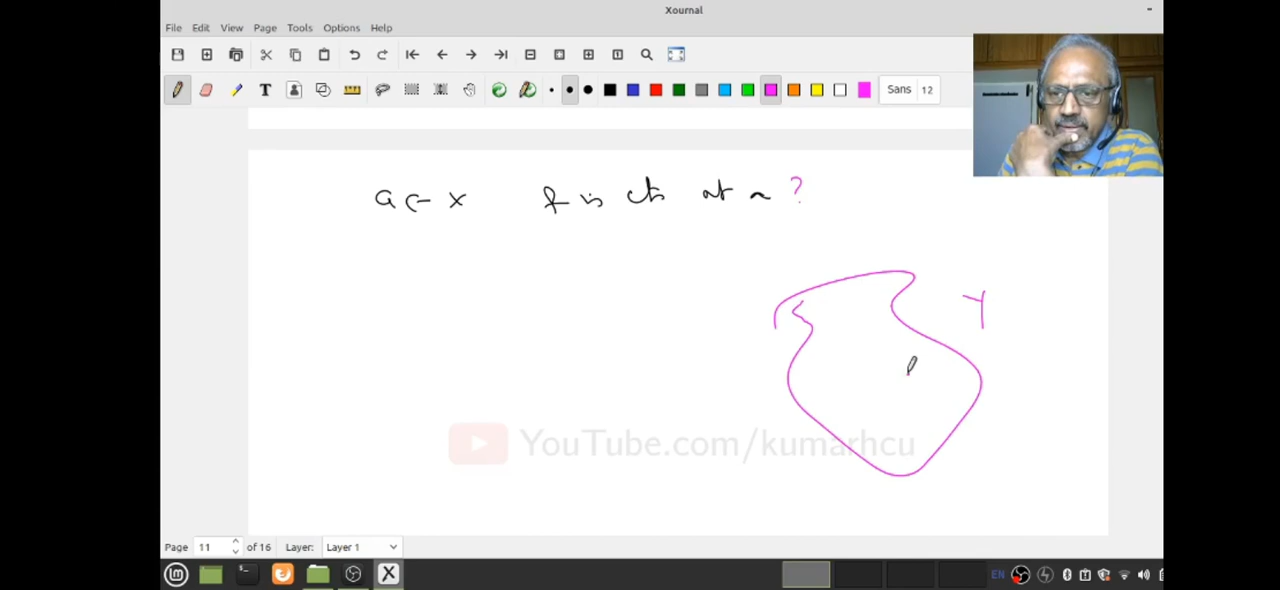 Xournal
File Edit View Page Tools Options Help
Sans 12
a ∈ X f is cts at a ?
Y
YouTube.com/kumarhcu
Page 11 of 16 Layer: Layer 1
EN